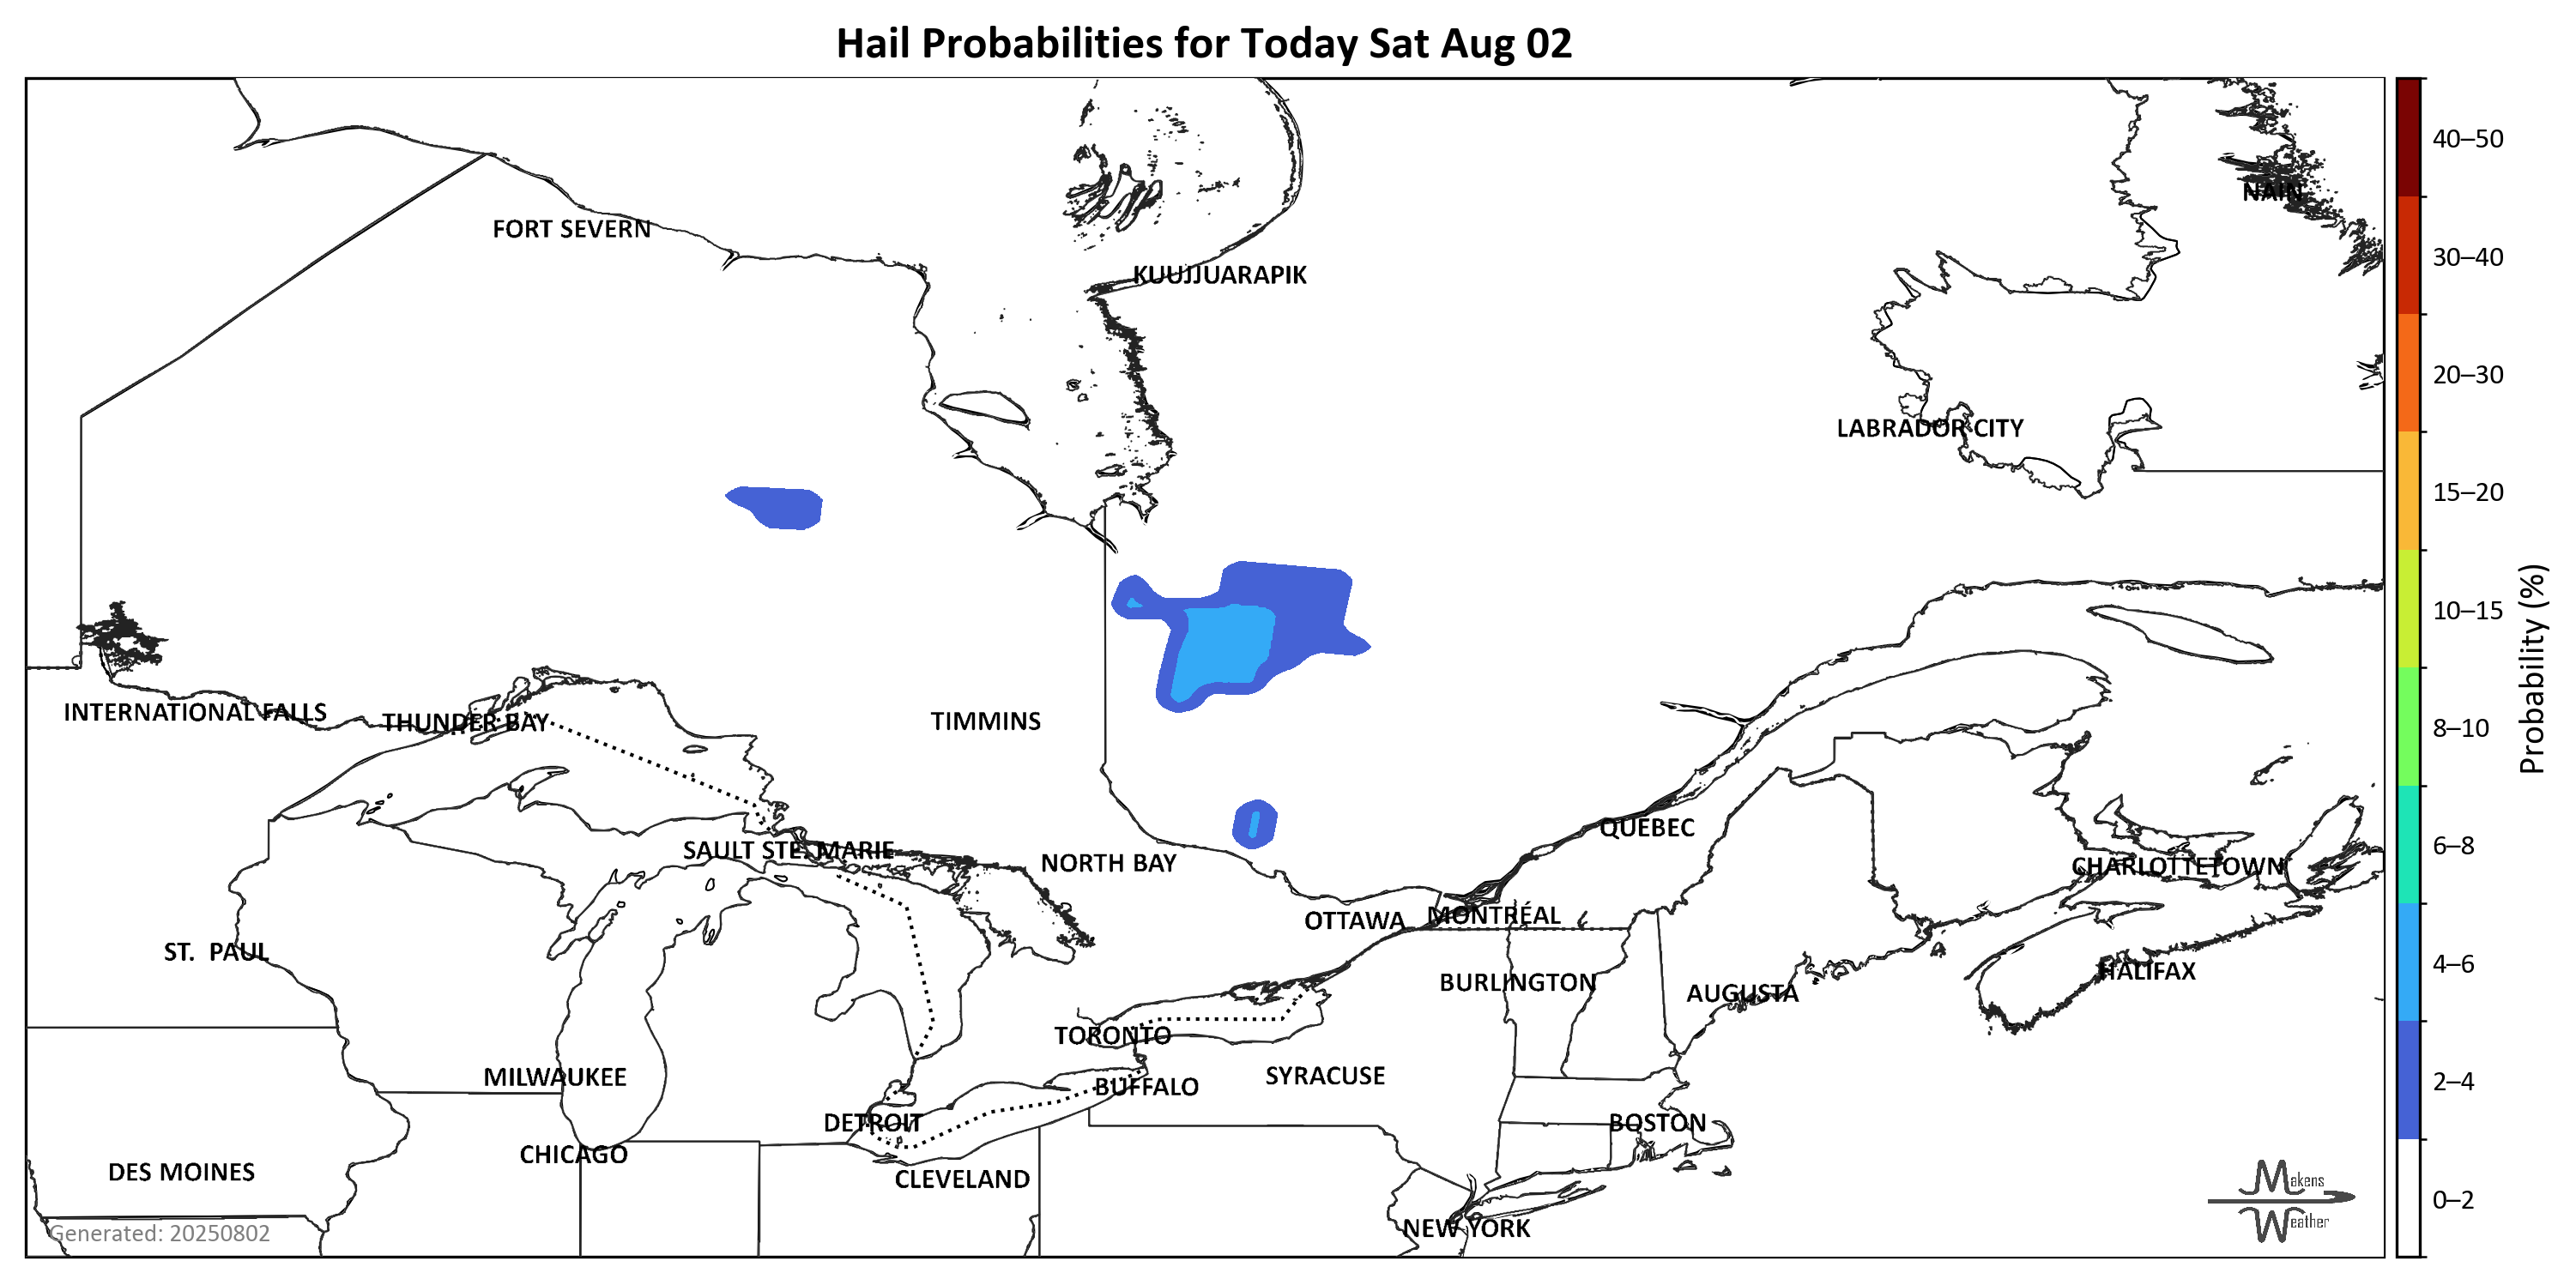 Hail Probabilities for Today Sat Aug 02
NAIN
FORT SEVERN
KUUJJUARAPIK
LABRADOR CITY
INTERNATIONAL FALLS
THUNDER BAY
TIMMINS
QUEBEC
SAULT STE. MARIE
NORTH BAY
CHARLOTTETOWN
OTTAWA
MONTRÉAL
ST. PAUL
HALIFAX
BURLINGTON
AUGUSTA
TORONTO
MILWAUKEE
SYRACUSE
BUFFALO
DETROIT
BOSTON
CHICAGO
DES MOINES
CLEVELAND
NEW YORK
Generated: 20250802
Makens
Weather
40–50
30–40
20–30
15–20
10–15
8–10
6–8
4–6
2–4
0–2
Probability (%)